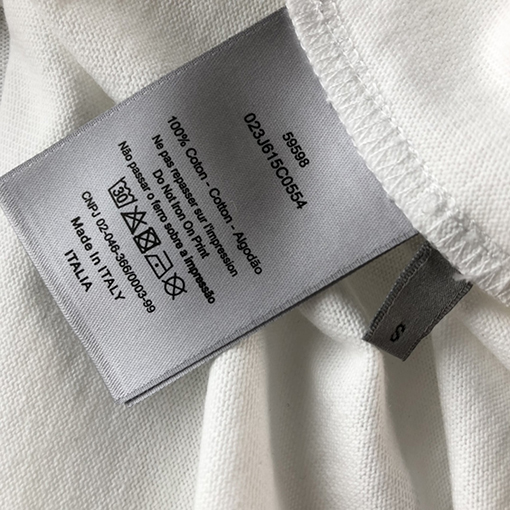 59598
023J615C0554
100% Coton - Cotton - Algodão
Ne pas repasser sur l'impression
Do Not Iron On Print
Não passar o ferro sobre a impressão
30
CNPJ 02-046-366/0003-99
Made In ITALY
ITALIA
S